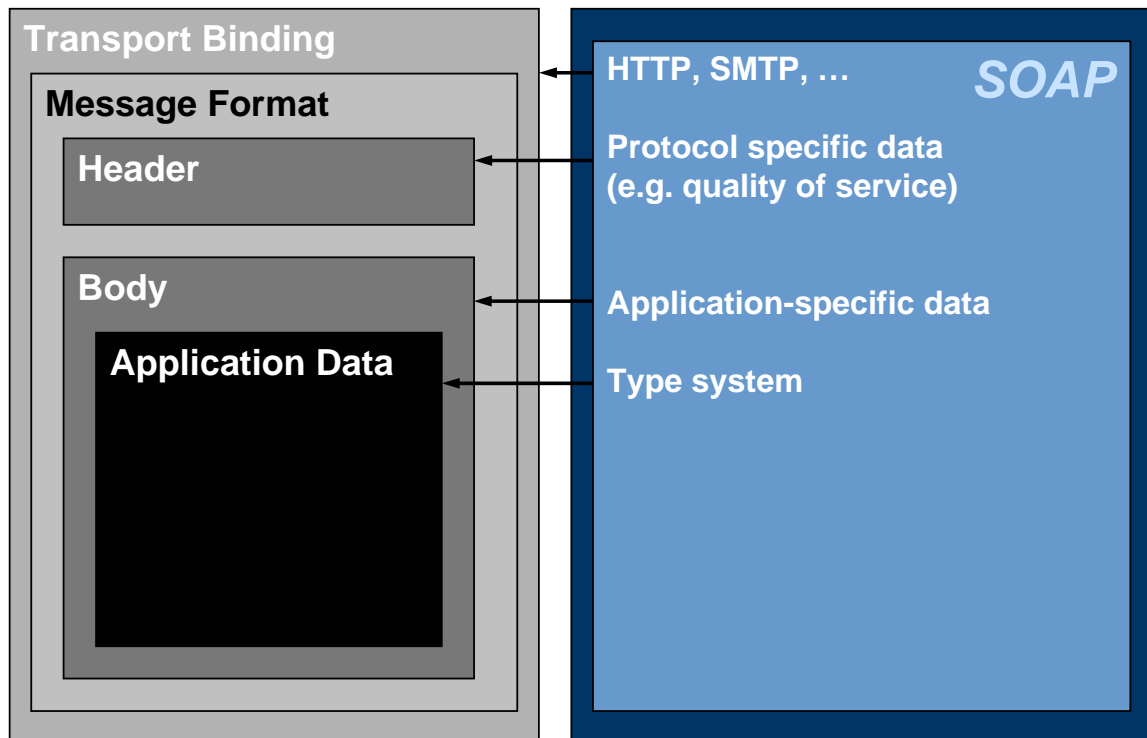 Transport Binding
Message Format
Header
Body
Application Data
SOAP
HTTP, SMTP, …
Protocol specific data
(e.g. quality of service)
Application-specific data
Type system